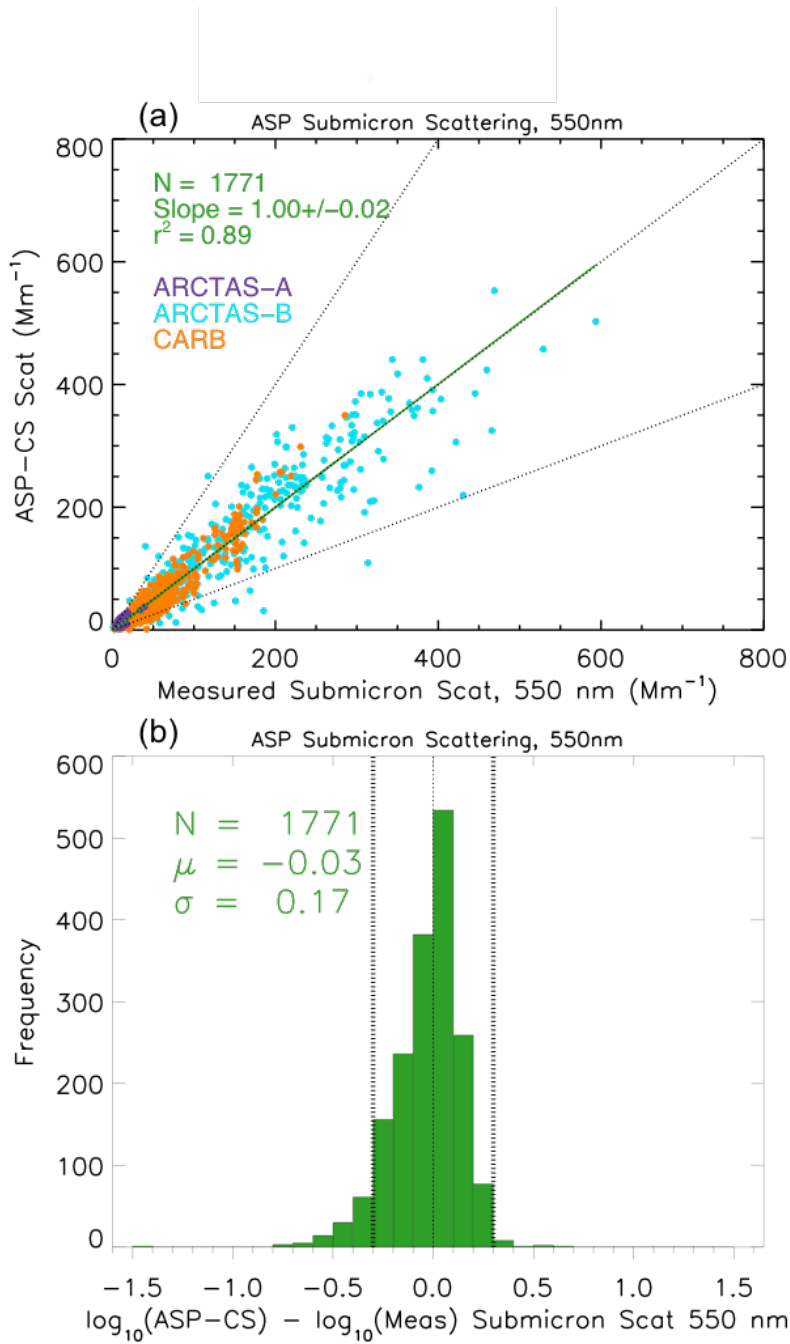 (a)
ASP Submicron Scattering, 550nm
800
600
400
200
0
ASP-CS Scat (Mm⁻¹)
N = 1771
Slope = 1.00+/-0.02
r² = 0.89
ARCTAS-A
ARCTAS-B
CARB
0 200 400 600 800
Measured Submicron Scat, 550 nm (Mm⁻¹)
(b)
ASP Submicron Scattering, 550nm
600
500
400
300
200
100
0
Frequency
N = 1771
μ = -0.03
σ = 0.17
-1.5 -1.0 -0.5 0.0 0.5 1.0 1.5
log₁₀(ASP-CS) - log₁₀(Meas) Submicron Scat 550 nm